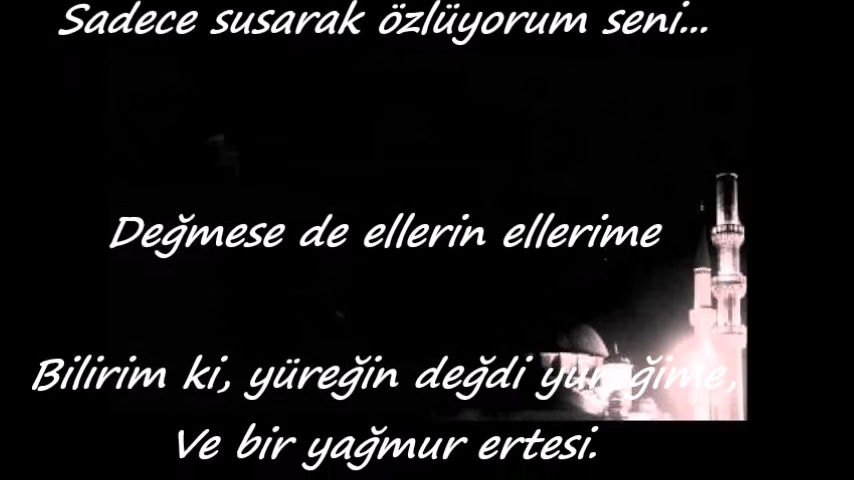 Sadece susarak özlüyorum seni...
Değmese de ellerin ellerime
Bilirim ki, yüreğin değdi yüreğime,
Ve bir yağmur ertesi.